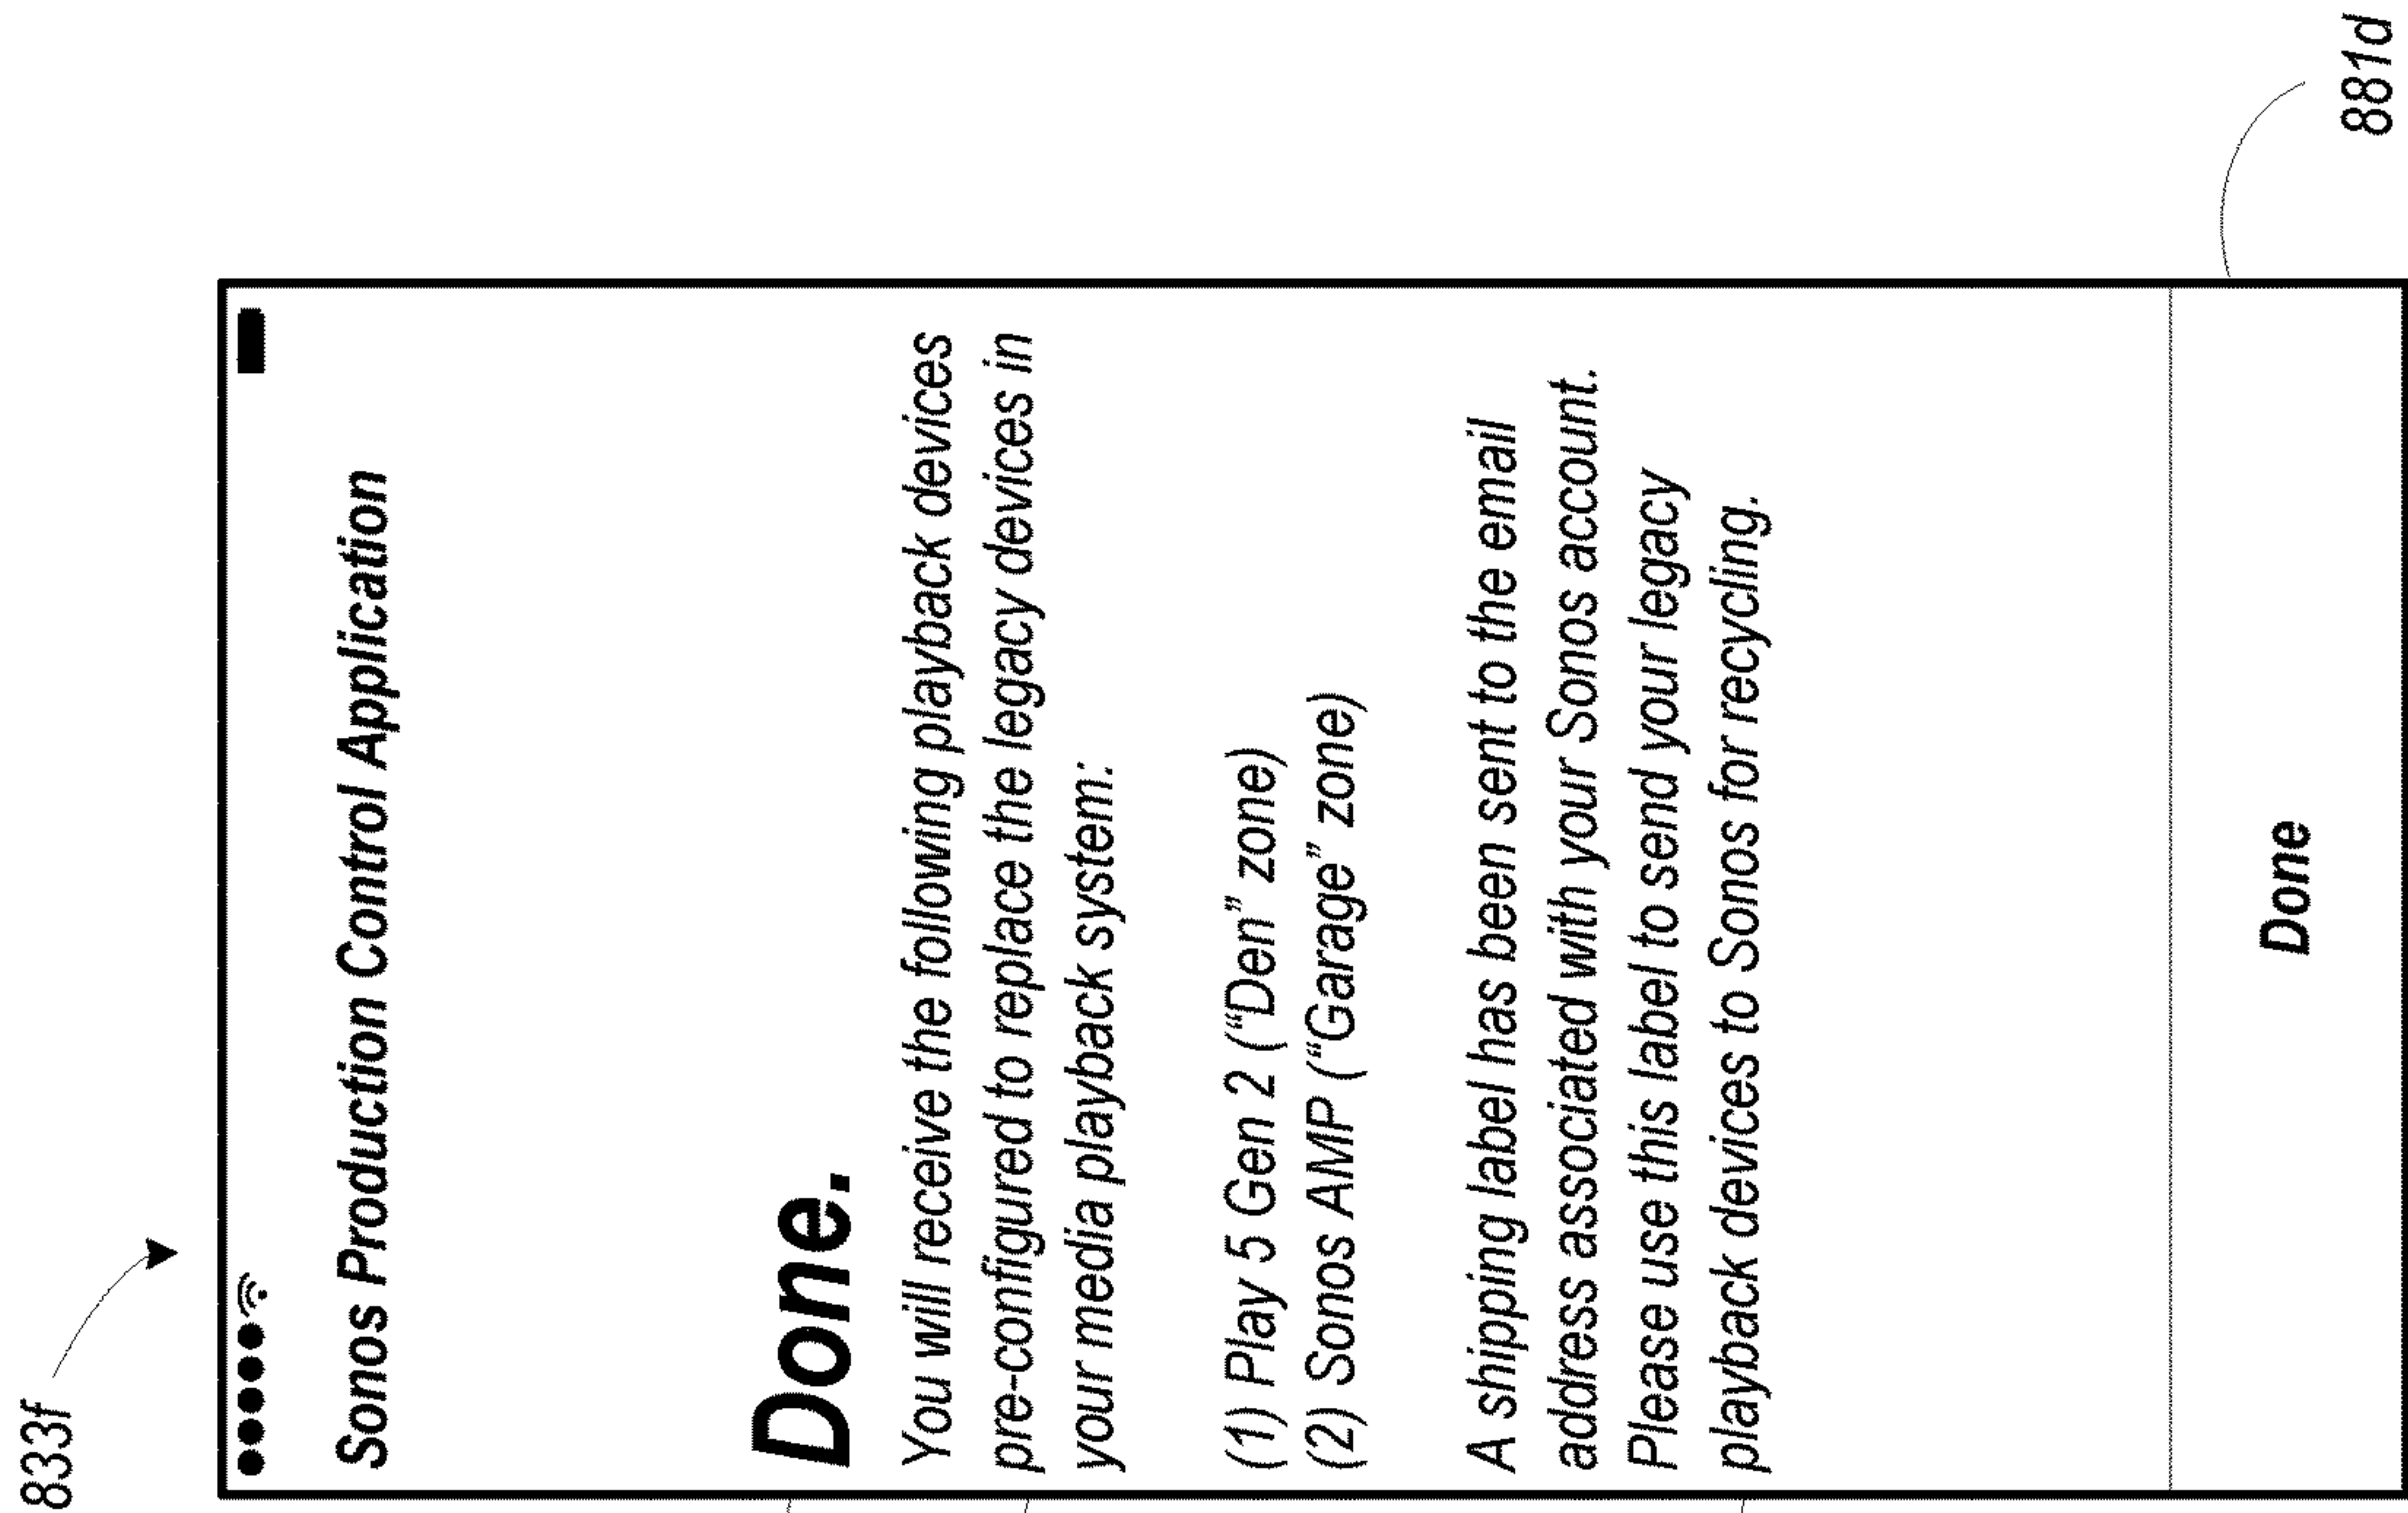 833f
Sonos Production Control Application
Done.
You will receive the following playback devices
pre-configured to replace the legacy devices in
your media playback system:
(1) Play 5 Gen 2 (“Den” zone)
(2) Sonos AMP (“Garage” zone)
A shipping label has been sent to the email
address associated with your Sonos account.
Please use this label to send your legacy
playback devices to Sonos for recycling.
Done
881d